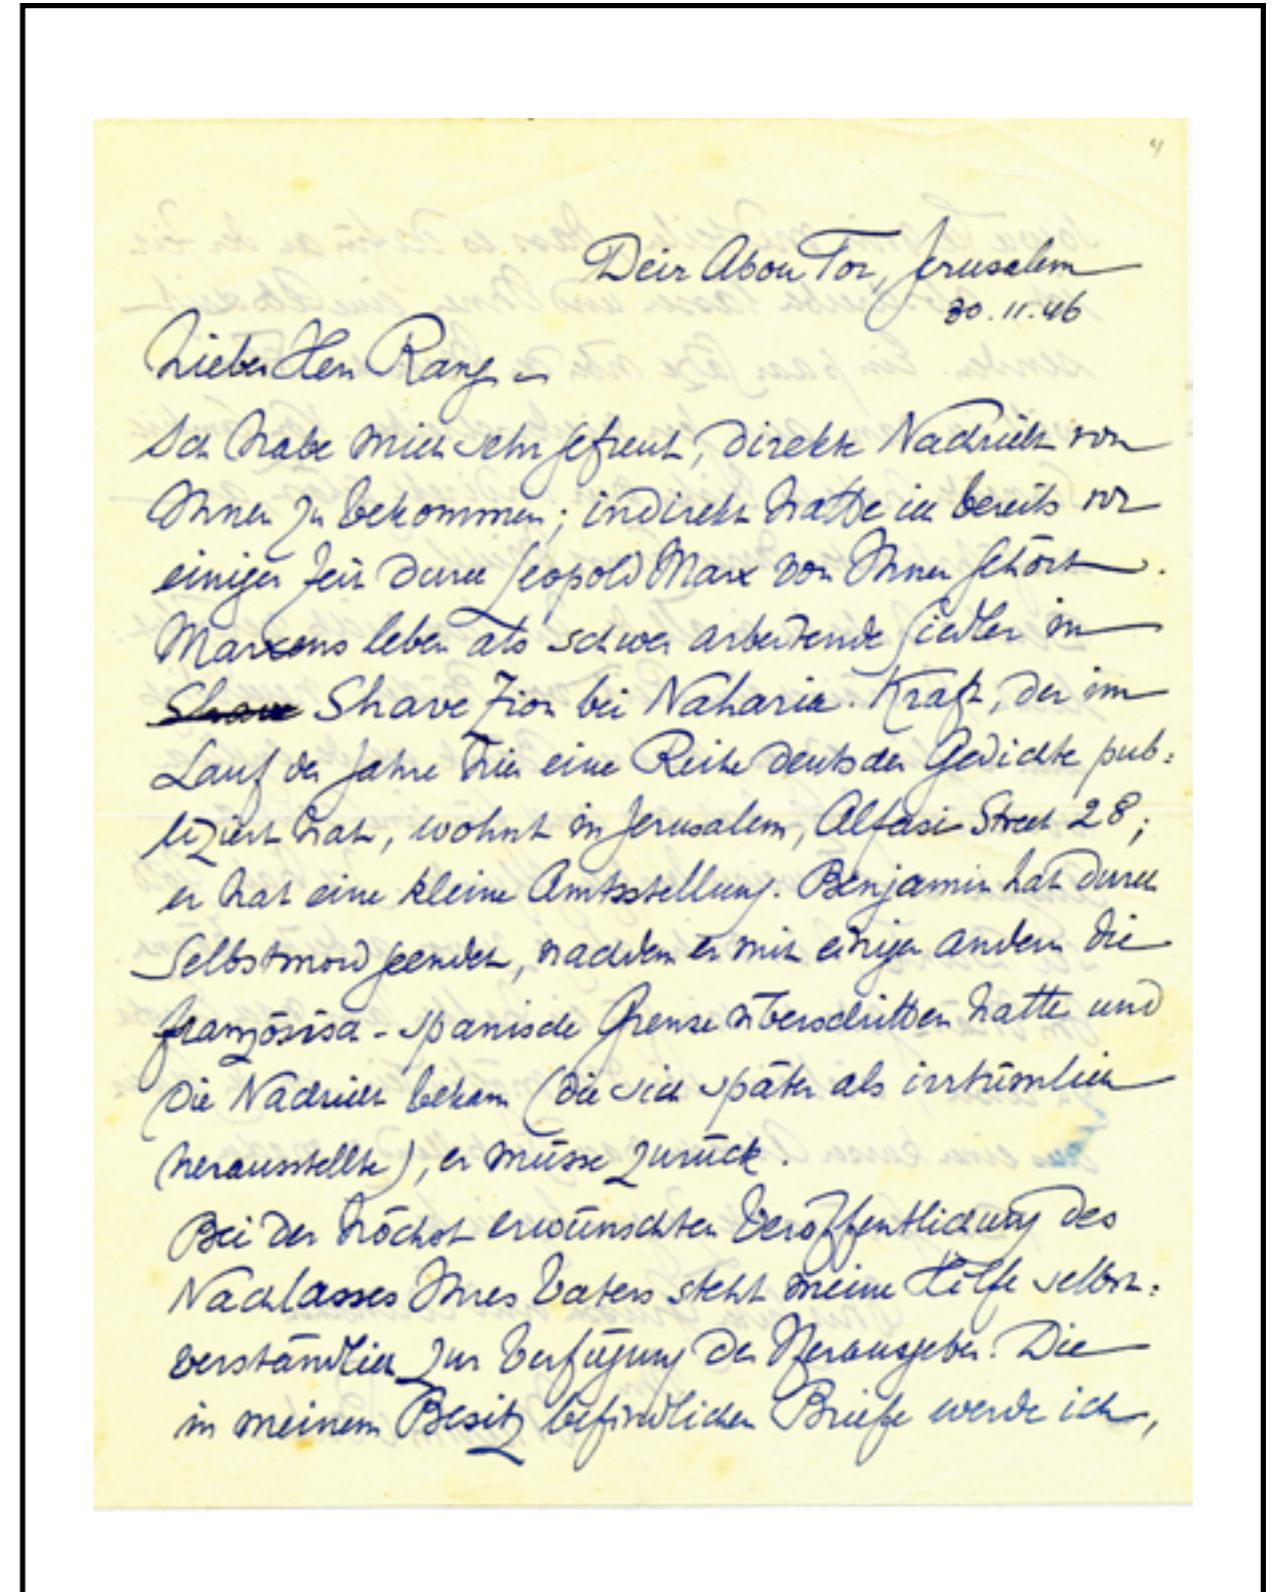 4
Deir Abou Tor, Jerusalem
30.11.46
Lieber Herr Rang –
Ich habe mich sehr gefreut, direkte Nachricht von
Ihnen zu bekommen; indirekt hatte ich bereits vor
einiger Zeit durch Leopold Marx von Ihnen gehört.
Marxens leben als schwer arbeitende Siedler in
Shave Shave Zion bei Naharia. Kraft, der im
Lauf der Jahre hier eine Reihe deutscher Gedichte pub=
liziert hat, wohnt in Jerusalem, Alfasi Street 28;
er hat eine kleine Amtsstellung. Benjamin hat durch
Selbstmord geendet, nachdem er mit einigen andern die
französisch-spanische Grenze überschritten hatte und
die Nachricht bekam (die sich später als irrtümlich
herausstellte), er müsse zurück.
Bei der höchst erwünschten Veröffentlichung des
Nachlasses Ihres Vaters steht meine Hilfe selbst=
verständlich zur Verfügung der Herausgeber. Die
in meinem Besitz befindlichen Briefe werde ich,